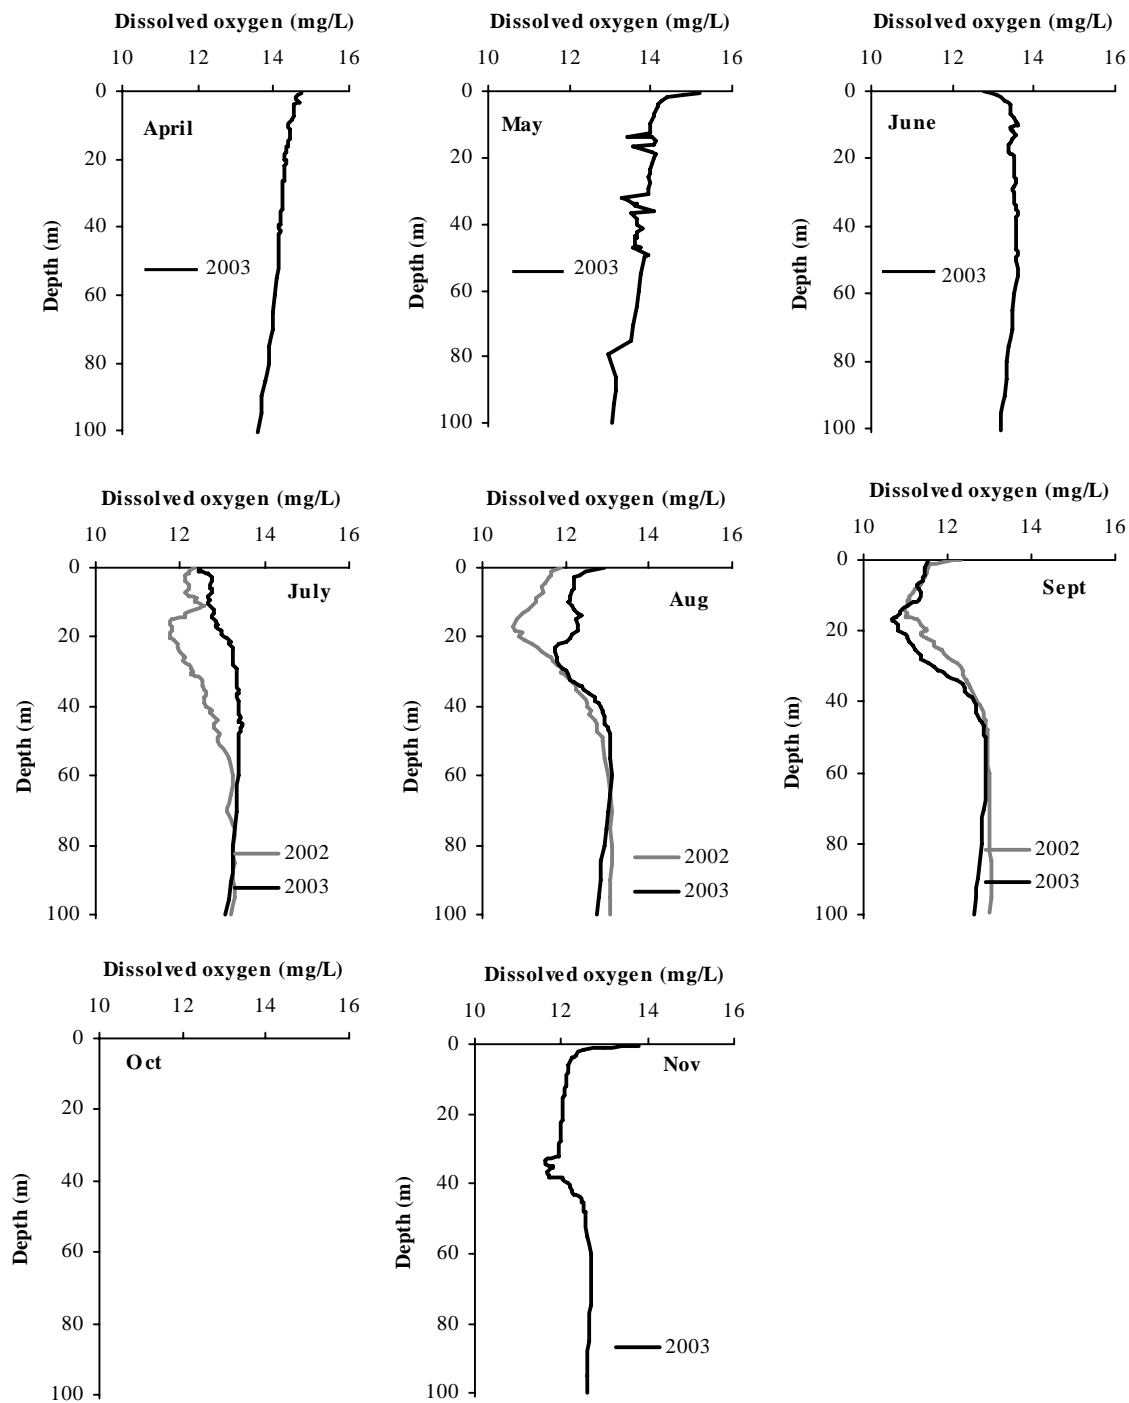 Dissolved oxygen (mg/L) Dissolved oxygen (mg/L) Dissolved oxygen (mg/L)
10 12 14 16 10 12 14 16 10 12 14 16
0 0 0
April May June
20 20 20
40 40 40
Depth (m) Depth (m) Depth (m)
2003 2003 2003
60 60 60
80 80 80
100 100 100
Dissolved oxygen (mg/L) Dissolved oxygen (mg/L) Dissolved oxygen (mg/L)
10 12 14 16 10 12 14 16 10 12 14 16
0 0 0
July Aug Sept
20 20 20
40 40 40
Depth (m) Depth (m) Depth (m)
60 60 60
80 80 80
2002 2002 2002
2003 2003 2003
100 100 100
Dissolved oxygen (mg/L) Dissolved oxygen (mg/L)
10 12 14 16 10 12 14 16
0 0
Oct Nov
20 20
40 40
Depth (m) Depth (m)
60 60
80 80
2003
100 100